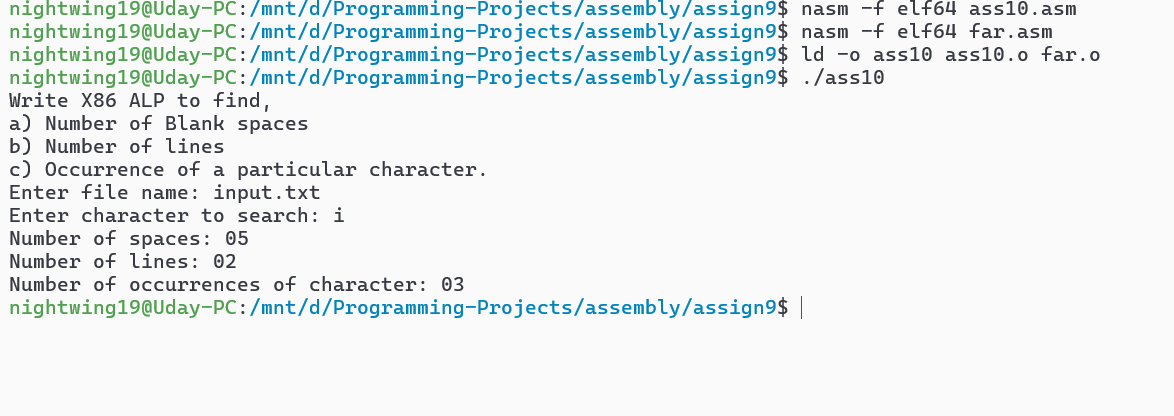 nightwing19@Uday-PC:/mnt/d/Programming-Projects/assembly/assign9$ nasm -f elf64 ass10.asm
nightwing19@Uday-PC:/mnt/d/Programming-Projects/assembly/assign9$ nasm -f elf64 far.asm
nightwing19@Uday-PC:/mnt/d/Programming-Projects/assembly/assign9$ ld -o ass10 ass10.o far.o
nightwing19@Uday-PC:/mnt/d/Programming-Projects/assembly/assign9$ ./ass10
Write X86 ALP to find,
a) Number of Blank spaces
b) Number of lines
c) Occurrence of a particular character.
Enter file name: input.txt
Enter character to search: i
Number of spaces: 05
Number of lines: 02
Number of occurrences of character: 03
nightwing19@Uday-PC:/mnt/d/Programming-Projects/assembly/assign9$